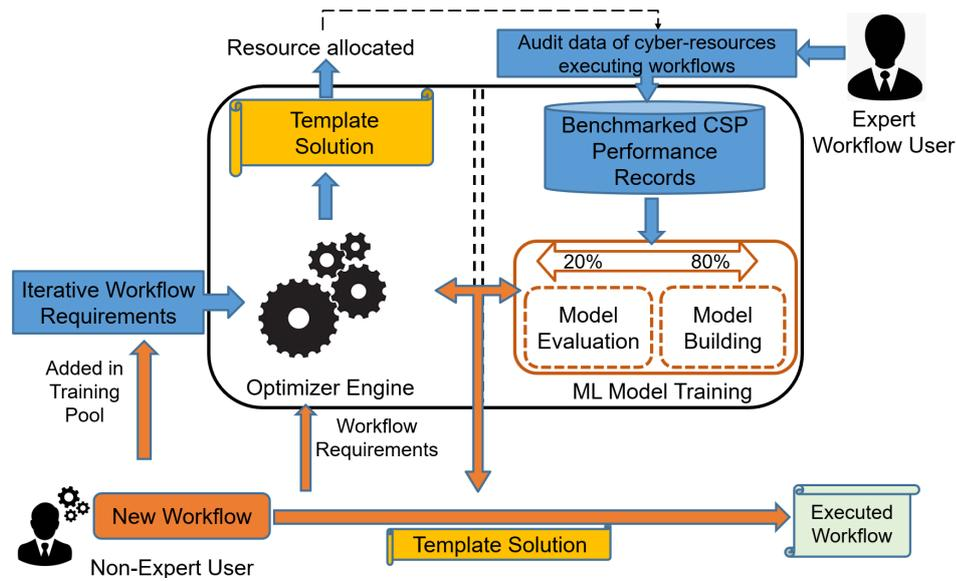 Resource allocated
Audit data of cyber-resources
executing workflows
Expert
Workflow User
Template
Solution
Benchmarked CSP
Performance
Records
20%
80%
Model
Evaluation
Model
Building
Iterative Workflow
Requirements
Optimizer Engine
ML Model Training
Added in
Training
Pool
Workflow
Requirements
New Workflow
Non-Expert User
Template Solution
Executed
Workflow